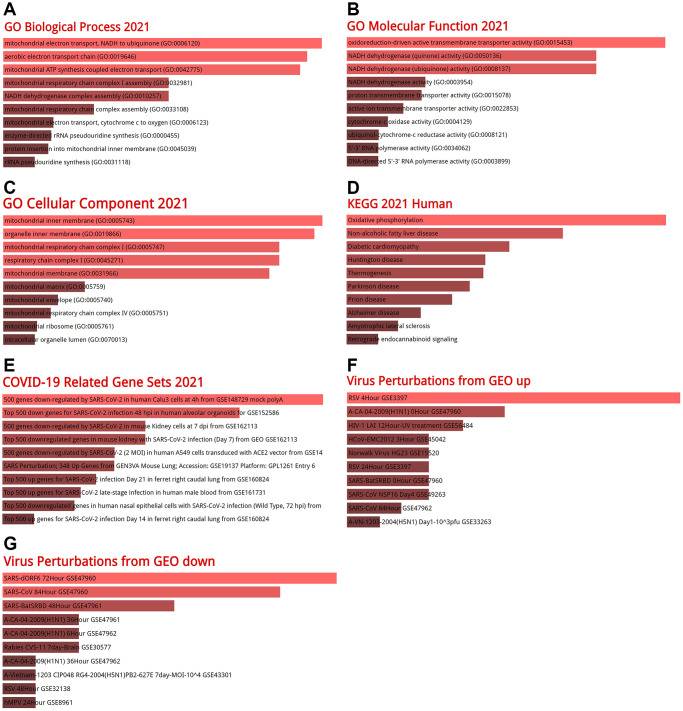 A
GO Biological Process 2021
mitochondrial electron transport, NADH to ubiquinone (GO:0006120)
aerobic electron transport chain (GO:0019646)
mitochondrial ATP synthesis coupled electron transport (GO:0042775)
mitochondrial respiratory chain complex I assembly (GO:0032981)
NADH dehydrogenase complex assembly (GO:0010257)
mitochondrial respiratory chain complex assembly (GO:0033108)
mitochondrial electron transport, cytochrome c to oxygen (GO:0006123)
enzyme-directed rRNA pseudouridine synthesis (GO:0000455)
protein insertion into mitochondrial inner membrane (GO:0045039)
rRNA pseudouridine synthesis (GO:0031118)
B
GO Molecular Function 2021
oxidoreduction-driven active transmembrane transporter activity (GO:0015453)
NADH dehydrogenase (quinone) activity (GO:0050136)
NADH dehydrogenase (ubiquinone) activity (GO:0008137)
NADH dehydrogenase activity (GO:0003954)
proton transmembrane transporter activity (GO:0015078)
active ion transmembrane transporter activity (GO:0022853)
cytochrome-c oxidase activity (GO:0004129)
ubiquinol-cytochrome-c reductase activity (GO:0008121)
5'-3' RNA polymerase activity (GO:0034062)
DNA-directed 5'-3' RNA polymerase activity (GO:0003899)
C
GO Cellular Component 2021
mitochondrial inner membrane (GO:0005743)
organelle inner membrane (GO:0019866)
mitochondrial respiratory chain complex I (GO:0005747)
respiratory chain complex I (GO:0045271)
mitochondrial membrane (GO:0031966)
mitochondrial matrix (GO:0005759)
mitochondrial envelope (GO:0005740)
mitochondrial respiratory chain complex IV (GO:0005751)
mitochondrial ribosome (GO:0005761)
intracellular organelle lumen (GO:0070013)
D
KEGG 2021 Human
Oxidative phosphorylation
Non-alcoholic fatty liver disease
Diabetic cardiomyopathy
Huntington disease
Thermogenesis
Parkinson disease
Prion disease
Alzheimer disease
Amyotrophic lateral sclerosis
Retrograde endocannabinoid signaling
E
COVID-19 Related Gene Sets 2021
500 genes down-regulated by SARS-CoV-2 in human Calu3 cells at 4h from GSE148729 mock polyA
Top 500 down genes for SARS-CoV-2 infection 48 hpi in human alveolar organoids for GSE152586
500 genes down-regulated by SARS-CoV-2 in mouse Kidney cells at 7 dpi from GEO GSE162113
Top 500 downregulated genes in mouse kidney with SARS-CoV-2 infection (Day 7) from GEO GSE162113
500 genes down-regulated by SARS-CoV-2 (2 MOI) in human A549 cells transduced with ACE2 vector from GSE14
SARS Perturbation; 348 Up Genes from GEN3VA Mouse Lung; Accession: GSE19137 Platform: GPL1261 Entry 6
Top 500 up genes for SARS-CoV-2 infection Day 21 in ferret right caudal lung from GSE160824
Top 500 up genes for SARS-CoV-2 late-stage infection in human male blood from GSE161731
Top 500 downregulated genes in human nasal epithelial cells with SARS-CoV-2 infection (Wild Type, 72 hpi) from
Top 500 up genes for SARS-CoV-2 infection Day 14 in ferret right caudal lung from GSE160824
F
Virus Perturbations from GEO up
RSV 4Hour GSE3397
A-CA-04-2009(H1N1) 0Hour GSE47960
HIV-1 LAI 12Hour-UV treatment GSE56484
HCoV-EMC2012 3Hour GSE45042
Norwalk Virus HG23 GSE15520
RSV 24Hour GSE3397
SARS-BatSRBD 0Hour GSE47960
SARS-CoV NSP16 Day4 GSE49263
SARS-CoV 84Hour GSE47962
A-VN-1203-2004(H5N1) Day1-10^3pfu GSE33263
G
Virus Perturbations from GEO down
SARS-dORF6 72Hour GSE47960
SARS-CoV 84Hour GSE47960
SARS-BatSRBD 48Hour GSE47961
A-CA-04-2009(H1N1) 36Hour GSE47961
A-CA-04-2009(H1N1) 6Hour GSE47962
Rabies CVS-11 7day-Brain GSE30577
A-CA-04-2009(H1N1) 36Hour GSE47962
A-Vietnam-1203 CIP048 RG4-2004(H5N1)PB2-627E 7day-MOI-10^4 GSE43301
RSV 48Hour GSE32138
hMPV 24Hour GSE8961